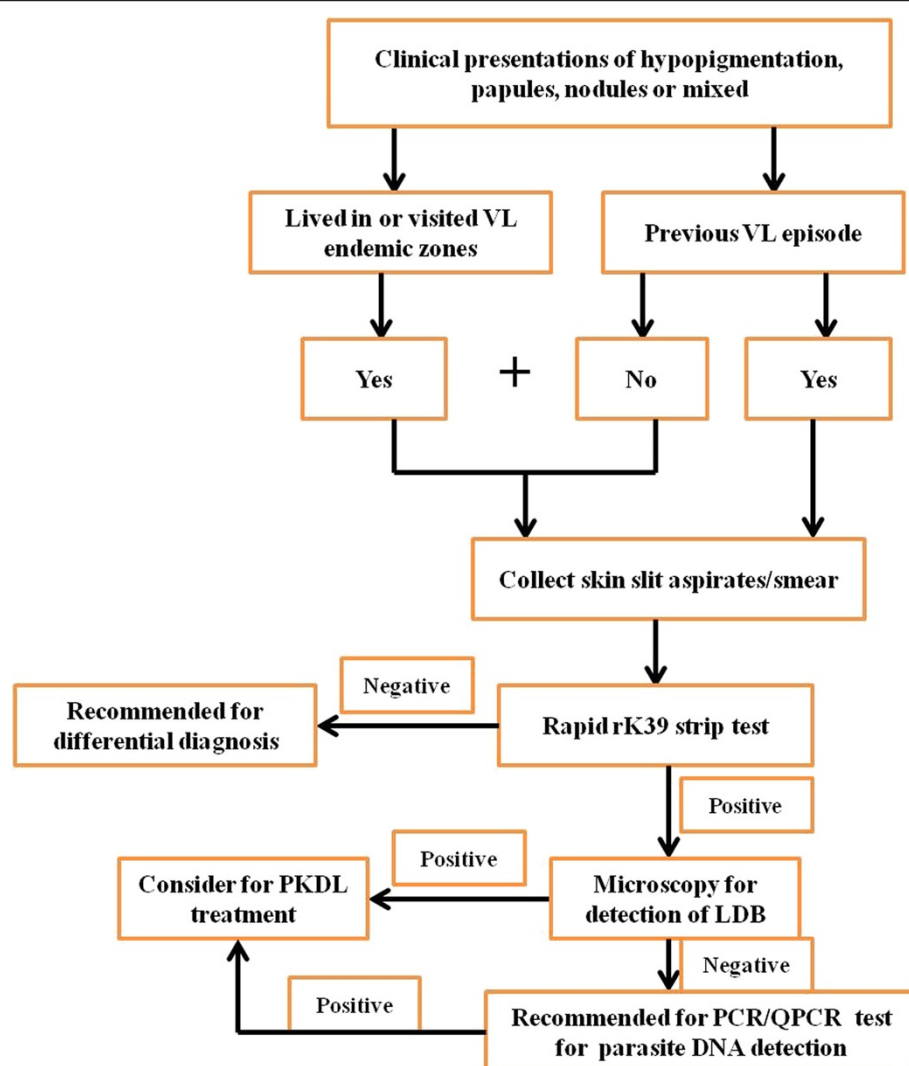 Clinical presentations of hypopigmentation,
papules, nodules or mixed
Lived in or visited VL
endemic zones
Previous VL episode
Yes
+
No
Yes
Collect skin slit aspirates/smear
Negative
Recommended for
differential diagnosis
Rapid rK39 strip test
Positive
Positive
Consider for PKDL
treatment
Microscopy for
detection of LDB
Negative
Positive
Recommended for PCR/QPCR test
for parasite DNA detection